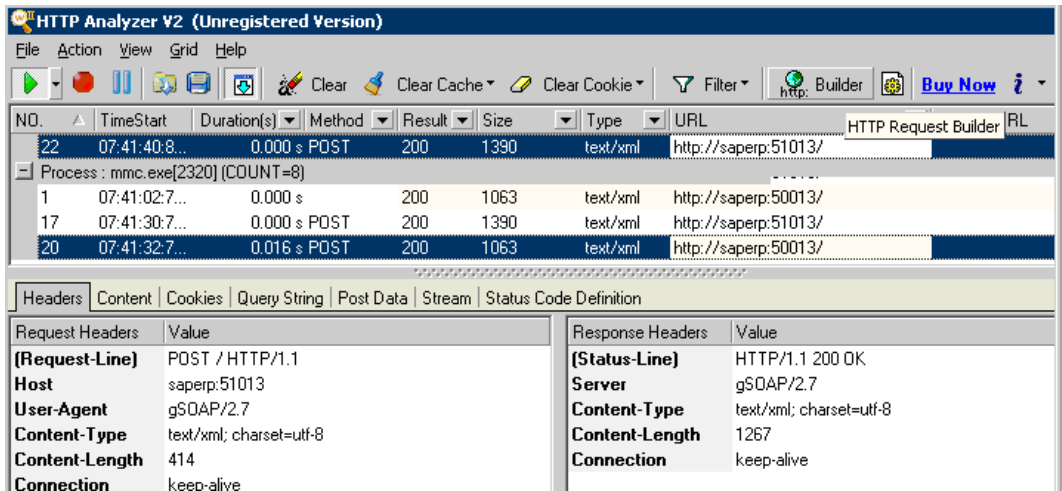 HTTP Analyzer V2 (Unregistered Version)
File Action View Grid Help
Clear Clear Cache Clear Cookie Filter http: Builder Buy Now i
NO. TimeStart Duration(s) Method Result Size Type URL HTTP Request Builder RL
22 07:41:40:8... 0.000 s POST 200 1390 text/xml http://saperp:51013/
Process : mmc.exe[2320] (COUNT=8)
1 07:41:02:7... 0.000 s 200 1063 text/xml http://saperp:50013/
17 07:41:30:7... 0.000 s POST 200 1390 text/xml http://saperp:51013/
20 07:41:32:7... 0.016 s POST 200 1063 text/xml http://saperp:50013/
Headers Content Cookies Query String Post Data Stream Status Code Definition
Request Headers Value Response Headers Value
(Request-Line) POST / HTTP/1.1 (Status-Line) HTTP/1.1 200 OK
Host saperp:51013 Server gSOAP/2.7
User-Agent gSOAP/2.7 Content-Type text/xml; charset=utf-8
Content-Type text/xml; charset=utf-8 Content-Length 1267
Content-Length 414 Connection keep-alive
Connection keep-alive